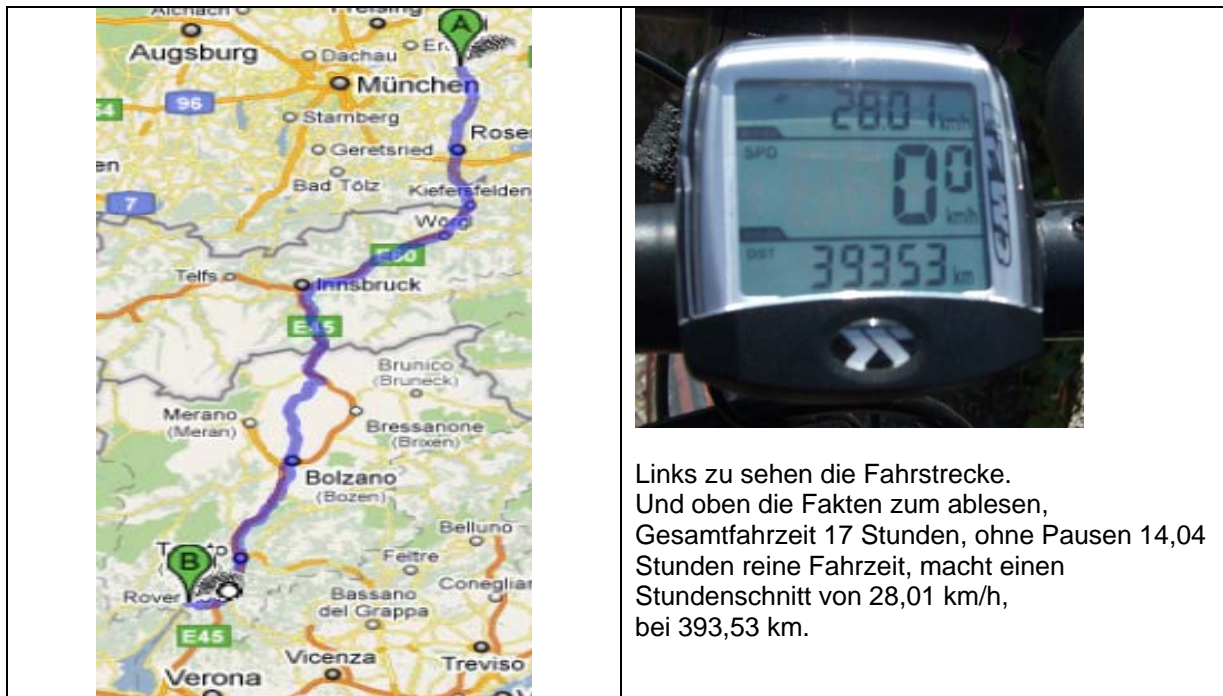 Aichach
Freising
A
Augsburg
Dachau
München
96
Starnberg
Rosen
Geretsried
Bad Tölz
Kiefersfelden
7
Wörgl
E60
Telfs
Innsbruck
E45
Brunico
(Bruneck)
Merano
(Meran)
Bressanone
(Brixen)
Bolzano
(Bozen)
Belluno
B
Feltre
Rover
Bassano
del Grappa
Coneglian
E45
Vicenza
Treviso
Verona
28.01 km/h
SPD
0.0 km/h
DST
393.53 km
Links zu sehen die Fahrstrecke.
Und oben die Fakten zum ablesen,
Gesamtfahrzeit 17 Stunden, ohne Pausen 14,04
Stunden reine Fahrzeit, macht einen
Stundenschnitt von 28,01 km/h,
bei 393,53 km.